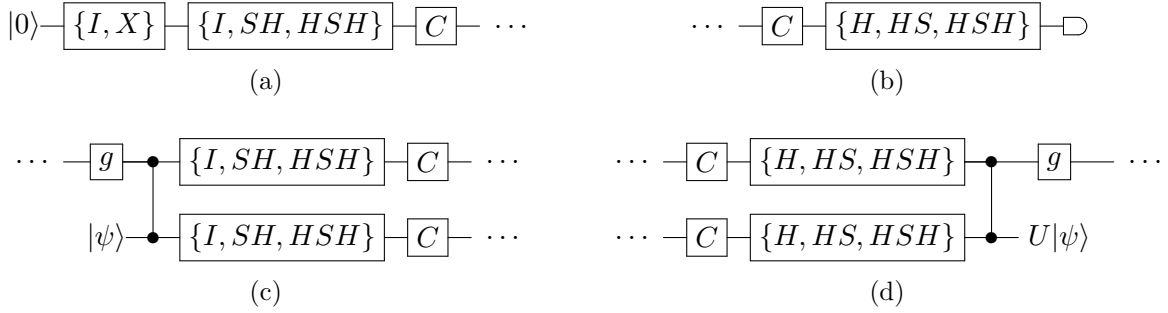 |0⟩ {I, X} {I, SH, HSH} C ⋯
⋯ C {H, HS, HSH}
(a)
(b)
⋯ g {I, SH, HSH} C ⋯
⋯ C {H, HS, HSH} g ⋯
|ψ⟩ {I, SH, HSH} C ⋯
⋯ C {H, HS, HSH} U|ψ⟩
(c)
(d)